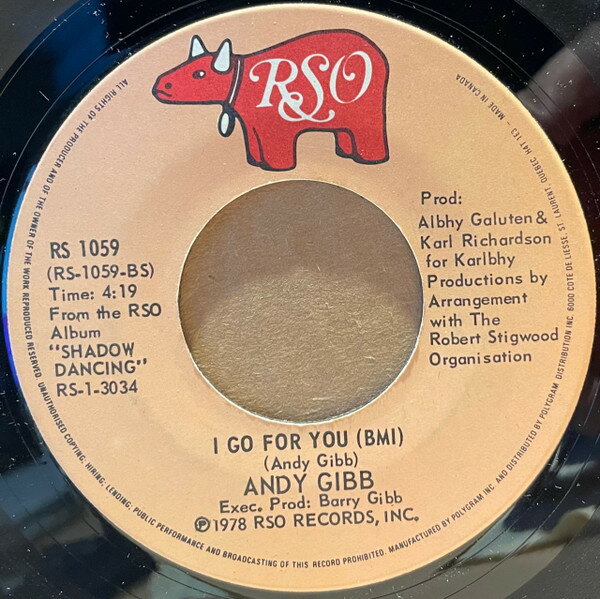 RSO
RS 1059
(RS-1059-BS)
Time: 4:19
From the RSO
Album
"SHADOW
DANCING"
RS-1-3034
Prod:
Albhy Galuten &
Karl Richardson
for Karlbhy
Productions by
Arrangement
with The
Robert Stigwood
Organisation
I GO FOR YOU (BMI)
(Andy Gibb)
ANDY GIBB
Exec. Prod: Barry Gibb
℗1978 RSO RECORDS, INC.
ALL RIGHTS OF THE PRODUCER AND OF THE OWNER OF THE WORK REPRODUCED RESERVED. UNAUTHORISED COPYING, HIRING, LENDING, PUBLIC PERFORMANCE AND BROADCASTING OF THIS RECORD PROHIBITED. MANUFACTURED BY POLYGRAM INC. AND DISTRIBUTED BY POLYGRAM DISTRIBUTION INC. 6000 COTE DE LIESSE, ST. LAURENT, QUEBEC H4T 1E3 - MADE IN CANADA